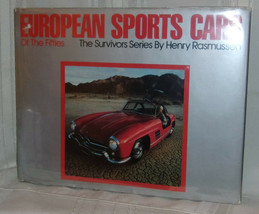 EUROPEAN SPORTS CARS
Of The Fifties The Survivors Series By Henry Rasmussen